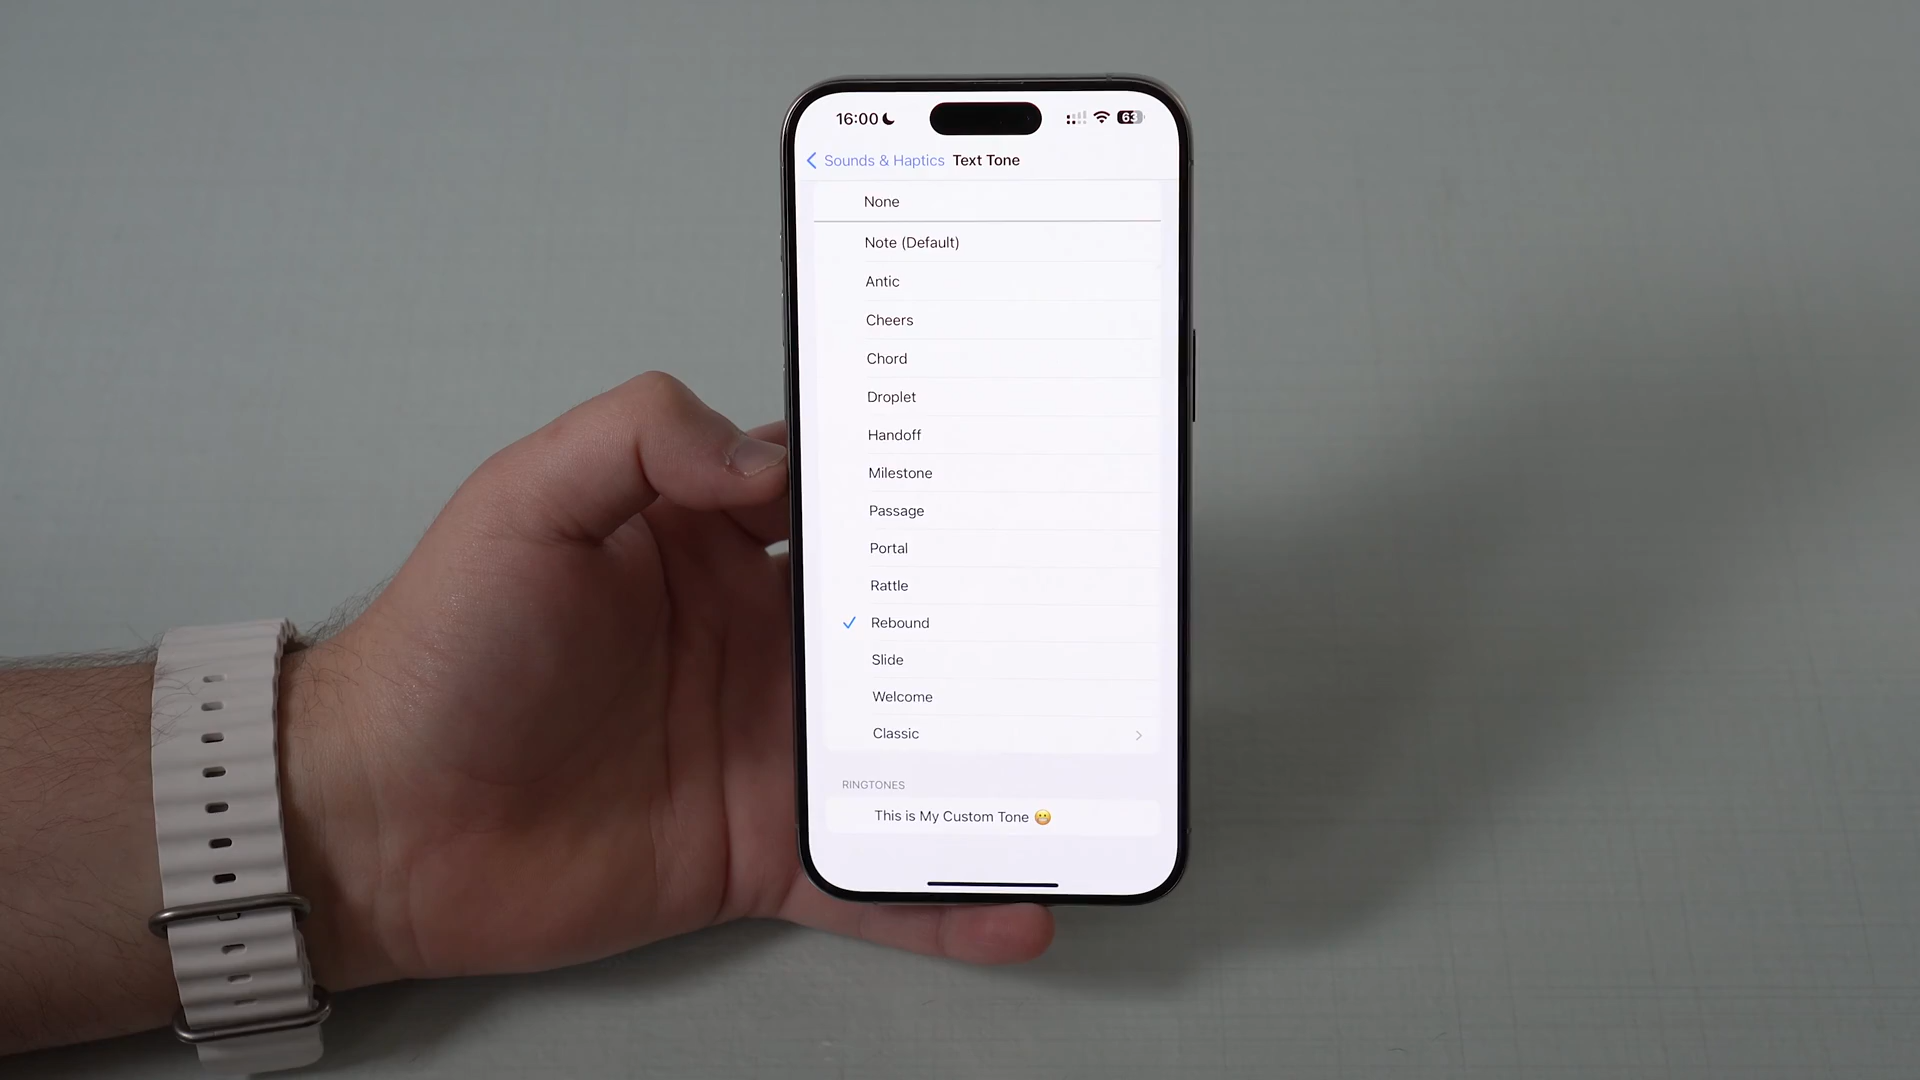 16:00
63
Sounds & Haptics Text Tone
None
Note (Default)
Antic
Cheers
Chord
Droplet
Handoff
Milestone
Passage
Portal
Rattle
Rebound
Slide
Welcome
Classic
RINGTONES
This is My Custom Tone 😬